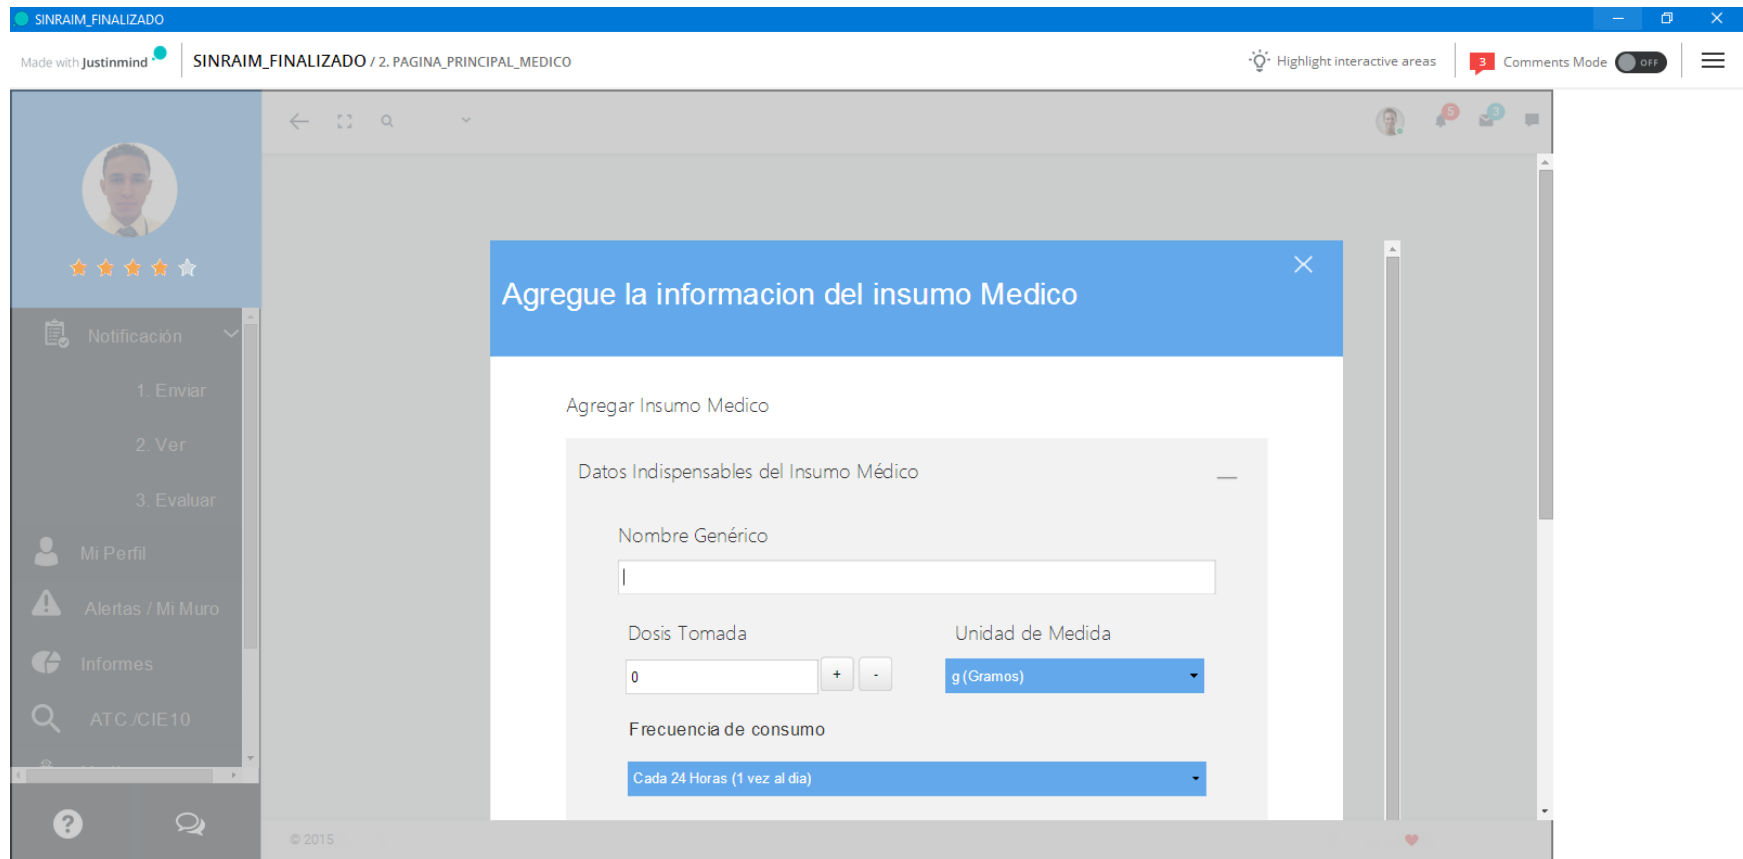 SINRAIM_FINALIZADO
Made with Justinmind
SINRAIM_FINALIZADO / 2. PAGINA_PRINCIPAL_MEDICO
Highlight interactive areas
3
Comments Mode
OFF
5
3
Notificación
1. Enviar
2. Ver
3. Evaluar
Mi Perfil
Alertas / Mi Muro
Informes
ATC./CIE10
Agregue la informacion del insumo Medico
Agregar Insumo Medico
Datos Indispensables del Insumo Médico
Nombre Genérico
Dosis Tomada
Unidad de Medida
0
+
-
g (Gramos)
Frecuencia de consumo
Cada 24 Horas (1 vez al dia)
© 2015